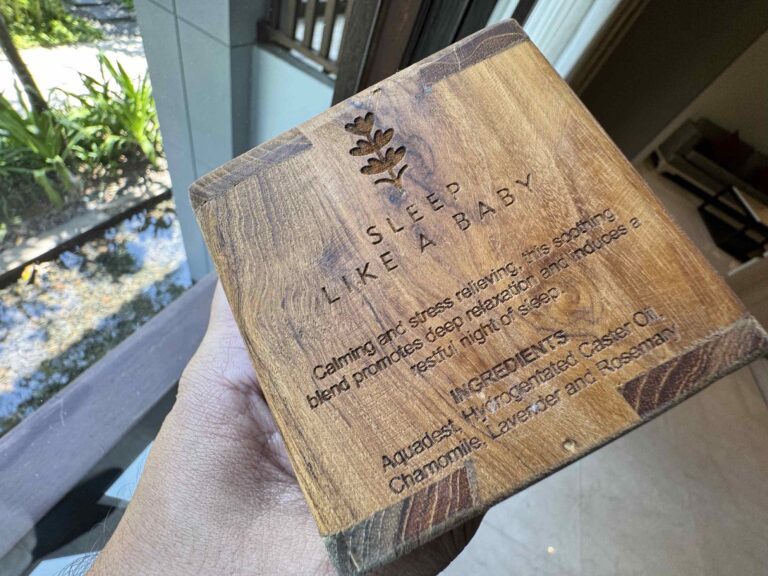 SLEEP
LIKE A BABY
Calming and stress relieving, this soothing
blend promotes deep relaxation and induces a
restful night of sleep.
INGREDIENTS
Aquadest, Hydrogentated Caster Oil,
Chamomile, Lavender and Rosemary